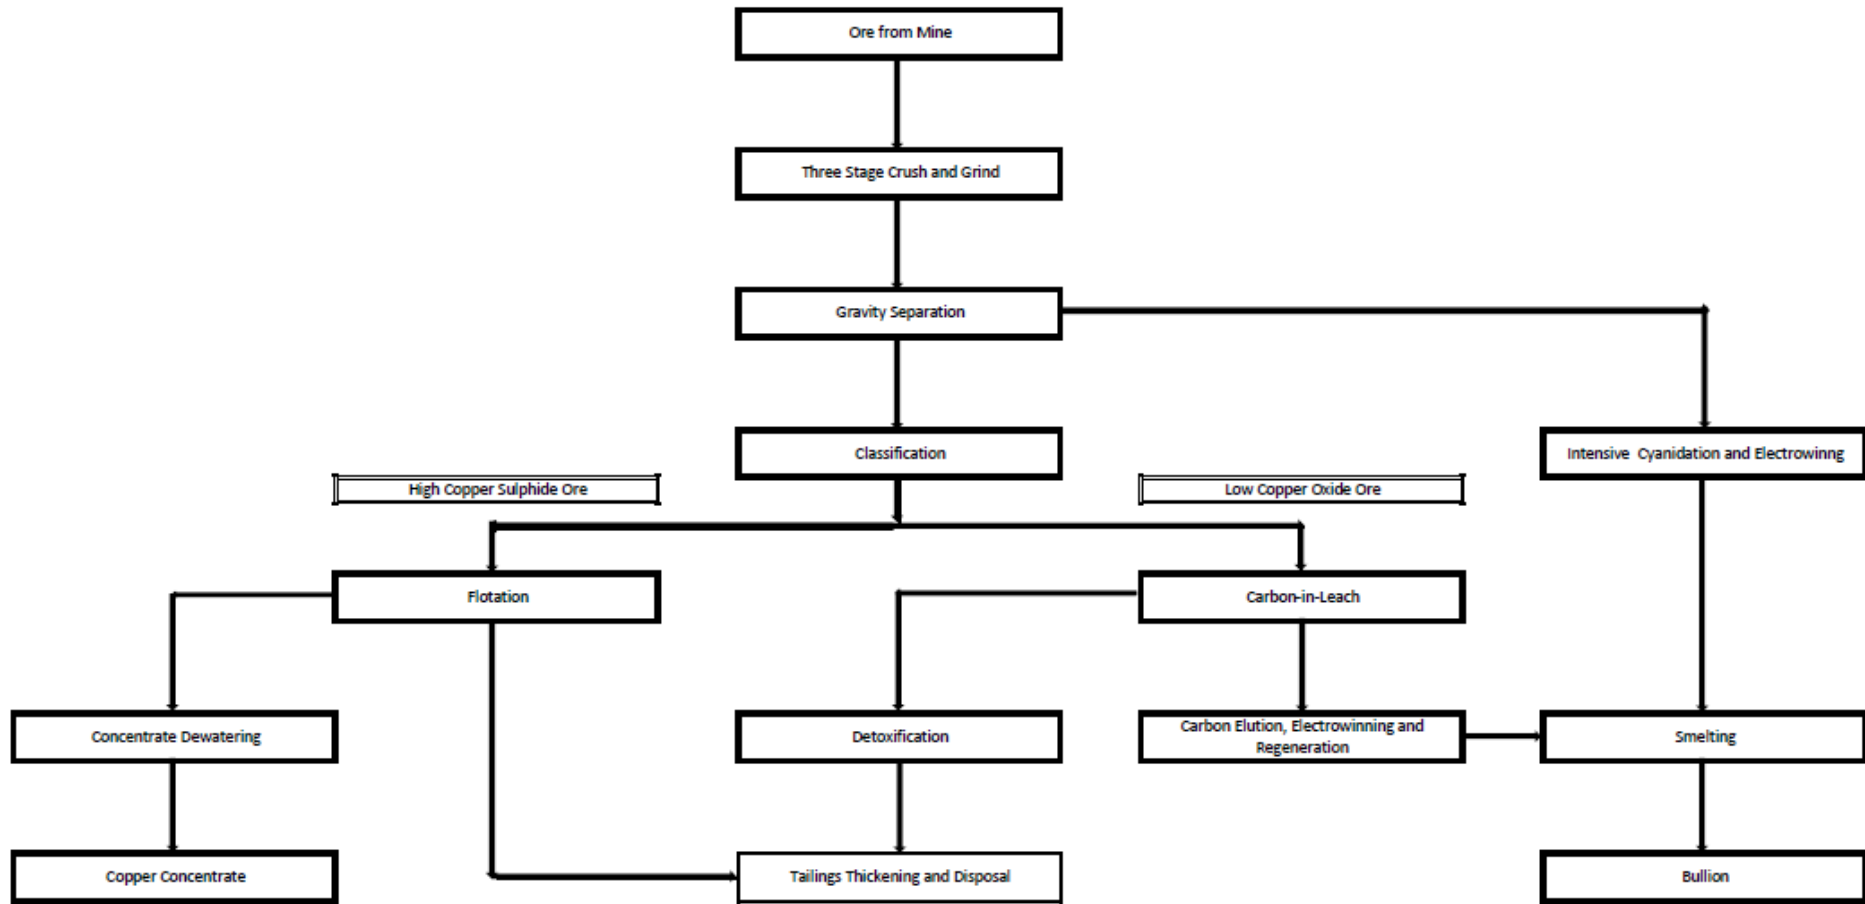 Ore from Mine
Three Stage Crush and Grind
Gravity Separation
Classification
Intensive Cyanidation and Electrowinng
High Copper Sulphide Ore
Low Copper Oxide Ore
Flotation
Carbon-in-Leach
Concentrate Dewatering
Detoxification
Carbon Elution, Electrowinning and
Regeneration
Smelting
Copper Concentrate
Tailings Thickening and Disposal
Bullion